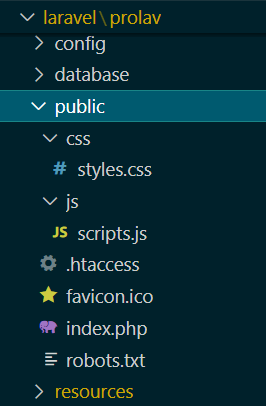 laravel\prolav
config
database
public
css
# styles.css
js
JS scripts.js
.htaccess
favicon.ico
index.php
robots.txt
resources